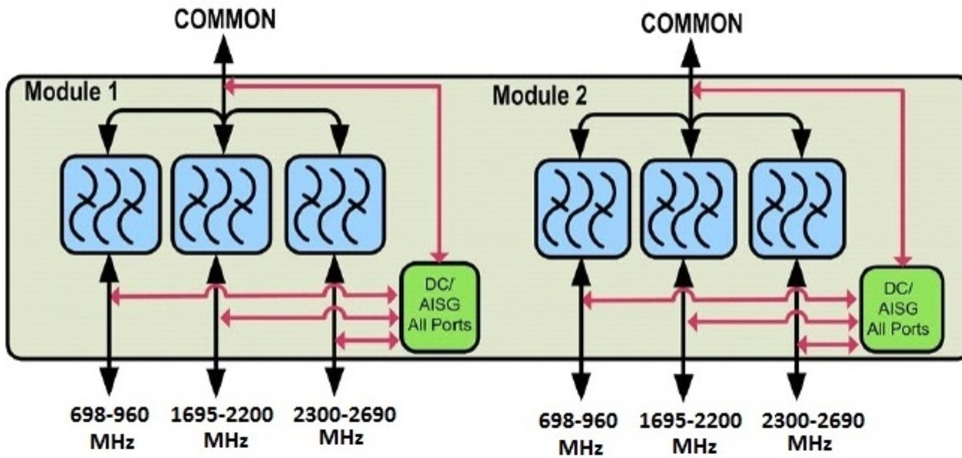 COMMON
COMMON
Module 1
Module 2
DC/
AISG
All Ports
DC/
AISG
All Ports
698-960
MHz
1695-2200
MHz
2300-2690
MHz
698-960
MHz
1695-2200
MHz
2300-2690
MHz